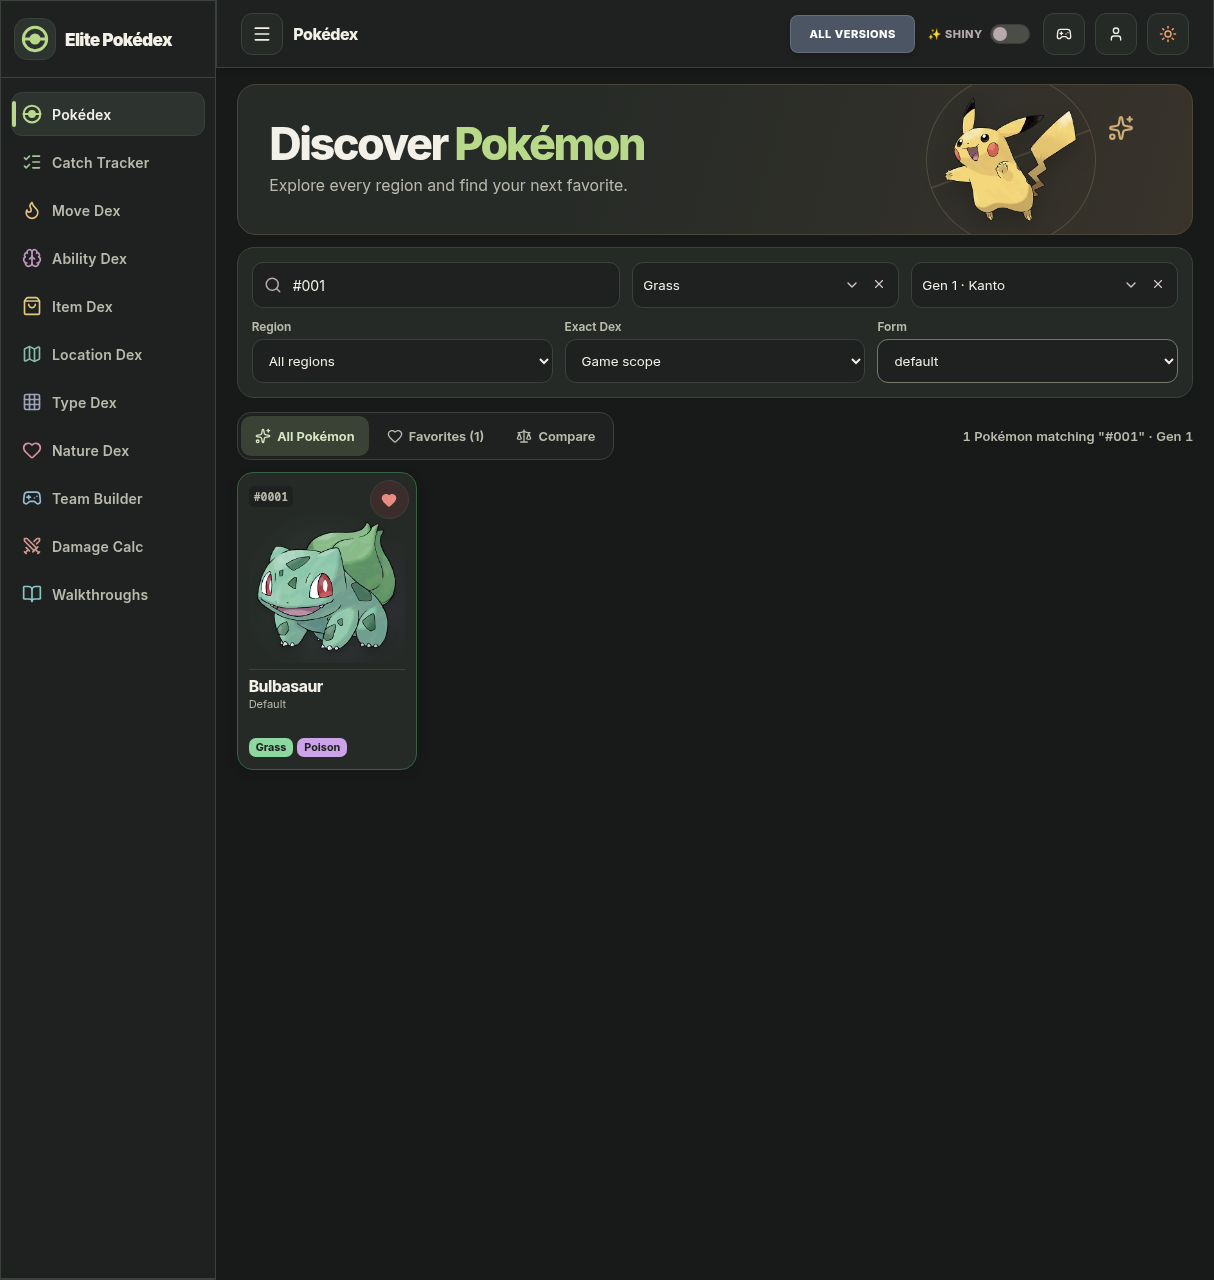 Elite Pokédex
Pokédex
Catch Tracker
Move Dex
Ability Dex
Item Dex
Location Dex
Type Dex
Nature Dex
Team Builder
Damage Calc
Walkthroughs
Pokédex
ALL VERSIONS
✨ SHINY
Discover Pokémon
Explore every region and find your next favorite.
#001
Grass
Gen 1 · Kanto
Region
Exact Dex
Form
All regions
Game scope
default
All Pokémon
Favorites (1)
Compare
1 Pokémon matching "#001" · Gen 1
#0001
Bulbasaur
Default
Grass
Poison